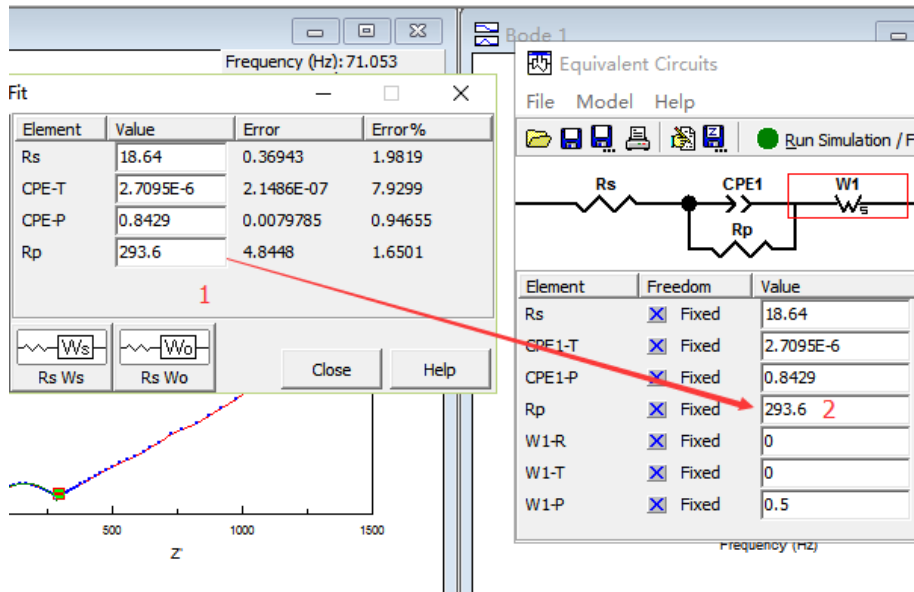 Bode 1
Frequency (Hz): 71.053
Equivalent Circuits
Fit
File Model Help
Element Value Error Error%
Run Simulation / F
Rs 18.64 0.36943 1.9819
CPE-T 2.7095E-6 2.1486E-07 7.9299
CPE-P 0.8429 0.0079785 0.94655
Rp 293.6 4.8448 1.6501
1
Rs CPE1 W1
s
Rp
Element Freedom Value
Rs Fixed 18.64
CPE1-T Fixed 2.7095E-6
CPE1-P Fixed 0.8429
Rp Fixed 293.6 2
W1-R Fixed 0
W1-T Fixed 0
W1-P Fixed 0.5
Ws Wo
Rs Ws Rs Wo Close Help
500 1000 1500
Z'
Frequency (Hz)